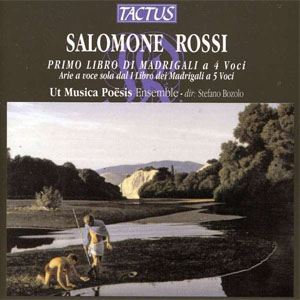 TACTUS
SALOMONE ROSSI
PRIMO LIBRO DI MADRIGALI a 4 Voci
Arie a voce sola dal I Libro dei Madrigali a 5 Voci
Ut Musica Poësis Ensemble - dir: Stefano Bozolo